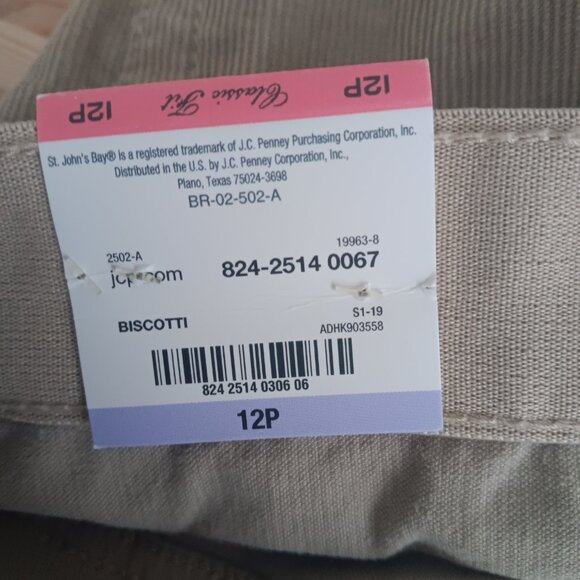 12P Classic Fit 12P
St. John's Bay® is a registered trademark of J.C. Penney Purchasing Corporation, Inc.
Distributed in the U.S. by J.C. Penney Corporation, Inc.,
Plano, Texas 75024-3698
BR-02-502-A
2502-A 19963-8
jcp.com 824-2514 0067
BISCOTTI S1-19
ADHK903558
824 2514 0306 06
12P